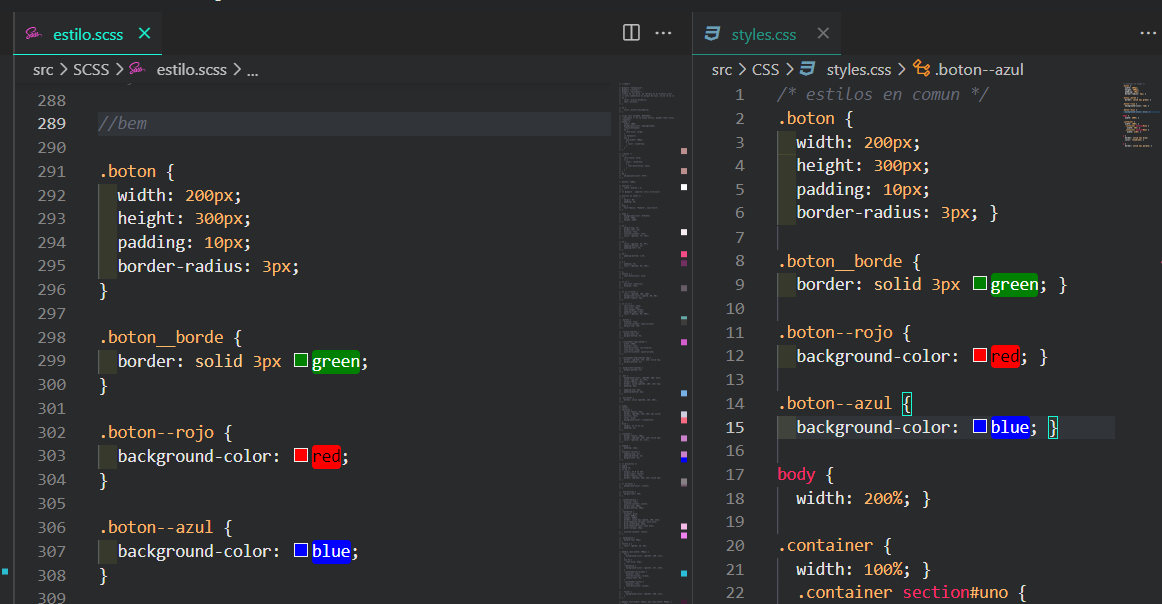 estilo.scss
src > SCSS > estilo.scss > ...
288
289 //bem
290
291 .boton {
292 width: 200px;
293 height: 300px;
294 padding: 10px;
295 border-radius: 3px;
296 }
297
298 .boton__borde {
299 border: solid 3px green;
300 }
301
302 .boton--rojo {
303 background-color: red;
304 }
305
306 .boton--azul {
307 background-color: blue;
308 }
309
styles.css
src > CSS > styles.css > .boton--azul
1 /* estilos en comun */
2 .boton {
3 width: 200px;
4 height: 300px;
5 padding: 10px;
6 border-radius: 3px; }
7
8 .boton__borde {
9 border: solid 3px green; }
10
11 .boton--rojo {
12 background-color: red; }
13
14 .boton--azul {
15 background-color: blue; }
16
17 body {
18 width: 200%; }
19
20 .container {
21 width: 100%; }
22 .container section#uno {